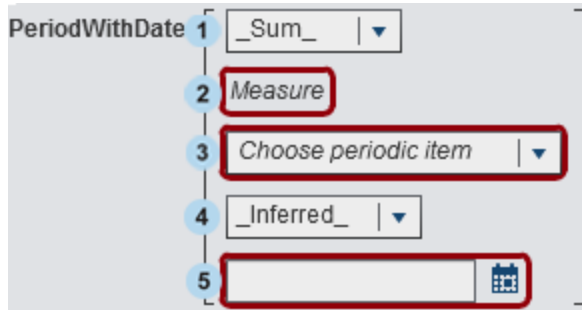 PeriodWithDate 1 _Sum_
2 Measure
3 Choose periodic item
4 _Inferred_
5